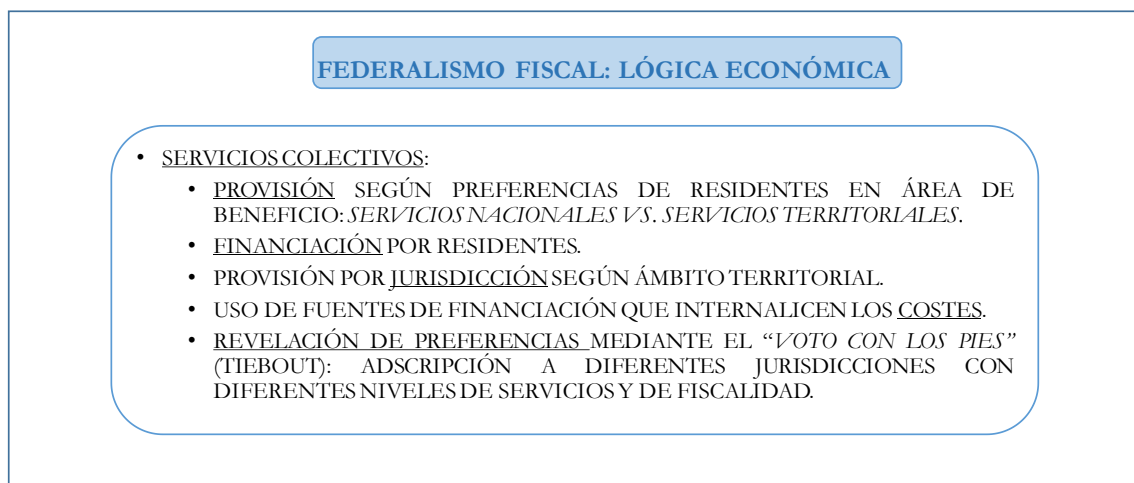 FEDERALISMO FISCAL: LÓGICA ECONÓMICA
• SERVICIOS COLECTIVOS:
• PROVISIÓN SEGÚN PREFERENCIAS DE RESIDENTES EN ÁREA DE
BENEFICIO: SERVICIOS NACIONALES VS. SERVICIOS TERRITORIALES.
• FINANCIACIÓN POR RESIDENTES.
• PROVISIÓN POR JURISDICCIÓN SEGÚN ÁMBITO TERRITORIAL.
• USO DE FUENTES DE FINANCIACIÓN QUE INTERNALICEN LOS COSTES.
• REVELACIÓN DE PREFERENCIAS MEDIANTE EL “VOTO CON LOS PIES”
(TIEBOUT): ADSCRIPCIÓN A DIFERENTES JURISDICCIONES CON
DIFERENTES NIVELES DE SERVICIOS Y DE FISCALIDAD.